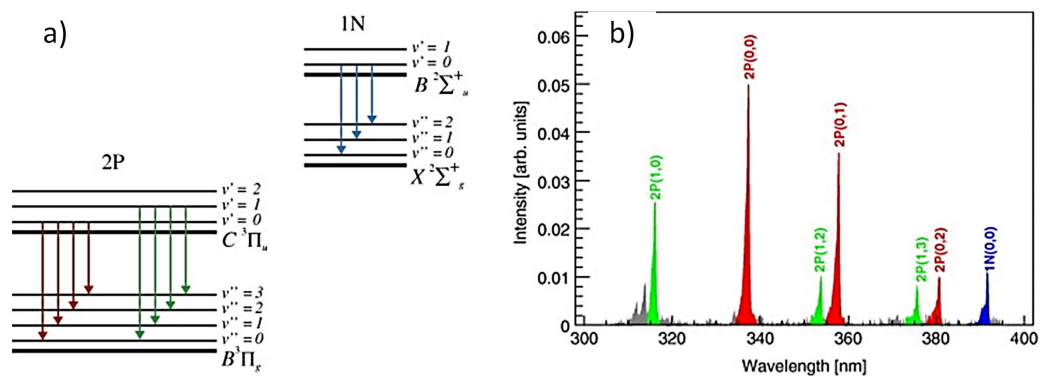 a)
1N
v' = 1
v' = 0
B ²Σ⁺ᵤ
v'' = 2
v'' = 1
v'' = 0
X ²Σ⁺g
2P
v' = 2
v' = 1
v' = 0
C ³Πᵤ
v'' = 3
v'' = 2
v'' = 1
v'' = 0
B ³Πg
b)
Intensity [arb. units]
0.06
0.05
0.04
0.03
0.02
0.01
0
2P(1,0)
2P(0,0)
2P(1,2)
2P(0,1)
2P(1,3)
2P(0,2)
1N(0,0)
300 320 340 360 380 400
Wavelength [nm]